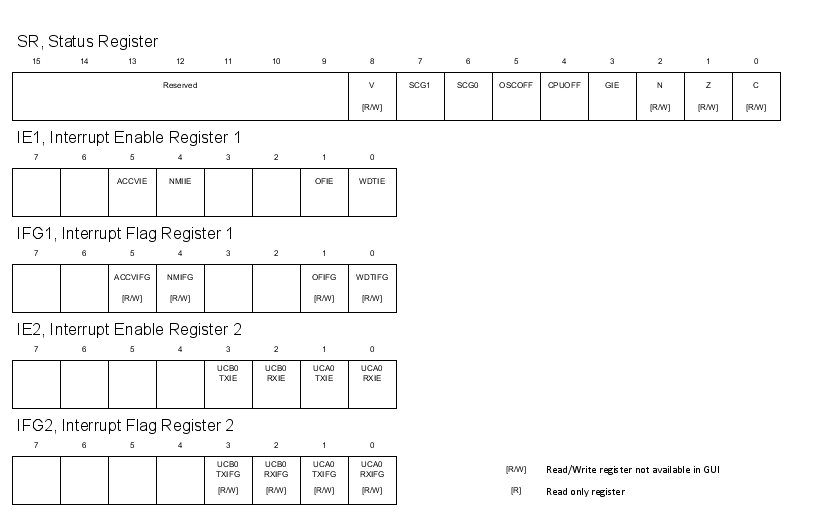 SR, Status Register
15 14 13 12 11 10 9 8 7 6 5 4 3 2 1 0
Reserved V SCG1 SCG0 OSCOFF CPUOFF GIE N Z C
[R/W] [R/W] [R/W] [R/W]
IE1, Interrupt Enable Register 1
7 6 5 4 3 2 1 0
ACCVIE NMIIE OFIE WDTIE
IFG1, Interrupt Flag Register 1
7 6 5 4 3 2 1 0
ACCVIFG NMIFG OFIFG WDTIFG
[R/W] [R/W] [R/W] [R/W]
IE2, Interrupt Enable Register 2
7 6 5 4 3 2 1 0
UCB0 UCB0 UCA0 UCA0
TXIE RXIE TXIE RXIE
IFG2, Interrupt Flag Register 2
7 6 5 4 3 2 1 0
UCB0 UCB0 UCA0 UCA0
TXIFG RXIFG TXIFG RXIFG
[R/W] [R/W] [R/W] [R/W]
[R/W] Read/Write register not available in GUI
[R] Read only register